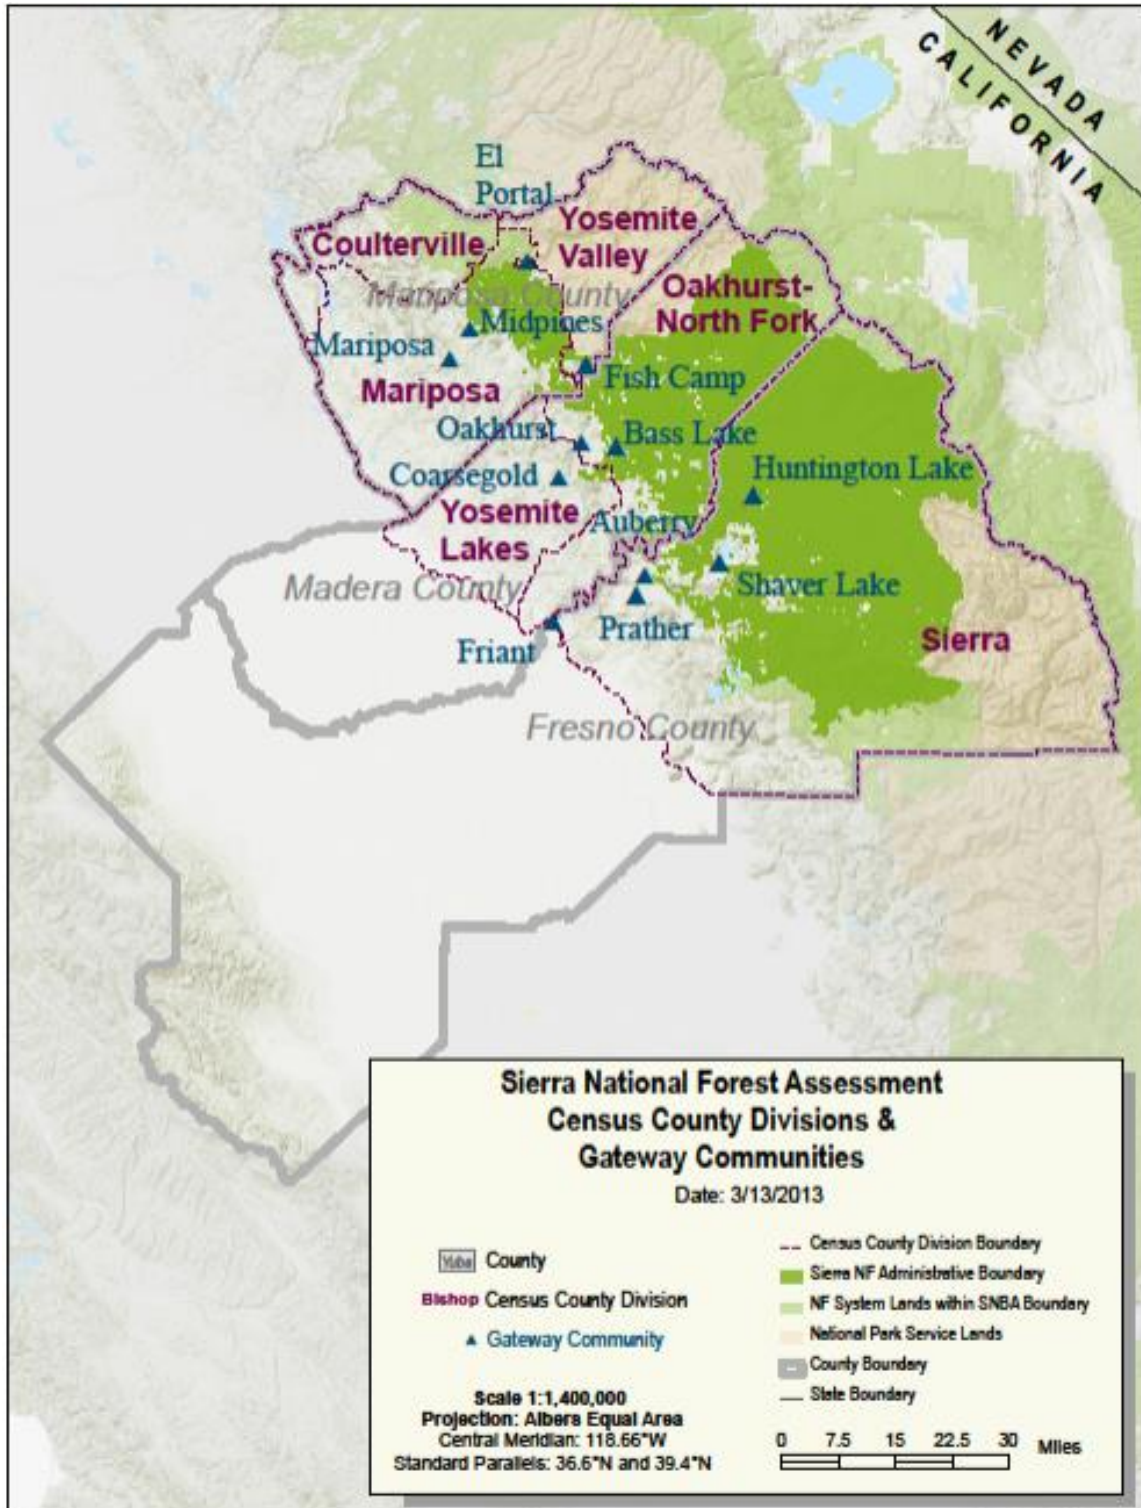 NEVADA
CALIFORNIA
El
Portal
Yosemite
Valley
Coulterville
Mariposa County
Oakhurst-
North Fork
Midpines
Mariposa
Fish Camp
Mariposa
Oakhurst
Bass Lake
Huntington Lake
Coarsegold
Yosemite
Lakes
Auberry
Madera County
Shaver Lake
Prather
Friant
Sierra
Fresno County
Sierra National Forest Assessment
Census County Divisions &
Gateway Communities
Date: 3/13/2013
Yuba County
Bishop Census County Division
Gateway Community
Scale 1:1,400,000
Projection: Albers Equal Area
Central Meridian: 118.66°W
Standard Parallels: 36.6°N and 39.4°N
Census County Division Boundary
Sierra NF Administrative Boundary
NF System Lands within SNBA Boundary
National Park Service Lands
County Boundary
State Boundary
0 7.5 15 22.5 30 Miles